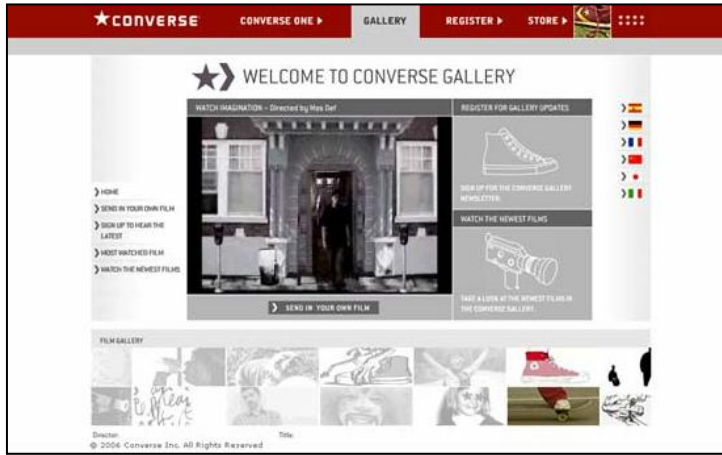 CONVERSE
CONVERSE ONE
GALLERY
REGISTER
STORE
WELCOME TO CONVERSE GALLERY
WATCH IMAGINATION - Directed by Mos Def
REGISTER FOR GALLERY UPDATES
SIGN UP FOR THE CONVERSE GALLERY
NEWSLETTER.
HOME
SEND IN YOUR OWN FILM
SIGN UP TO HEAR THE
LATEST
MOST WATCHED FILM
WATCH THE NEWEST FILMS.
WATCH THE NEWEST FILMS
TAKE A LOOK AT THE NEWEST FILMS IN
THE CONVERSE GALLERY.
SEND IN YOUR OWN FILM
FILM GALLERY
Director:
Title:
© 2006 Converse Inc. All Rights Reserved